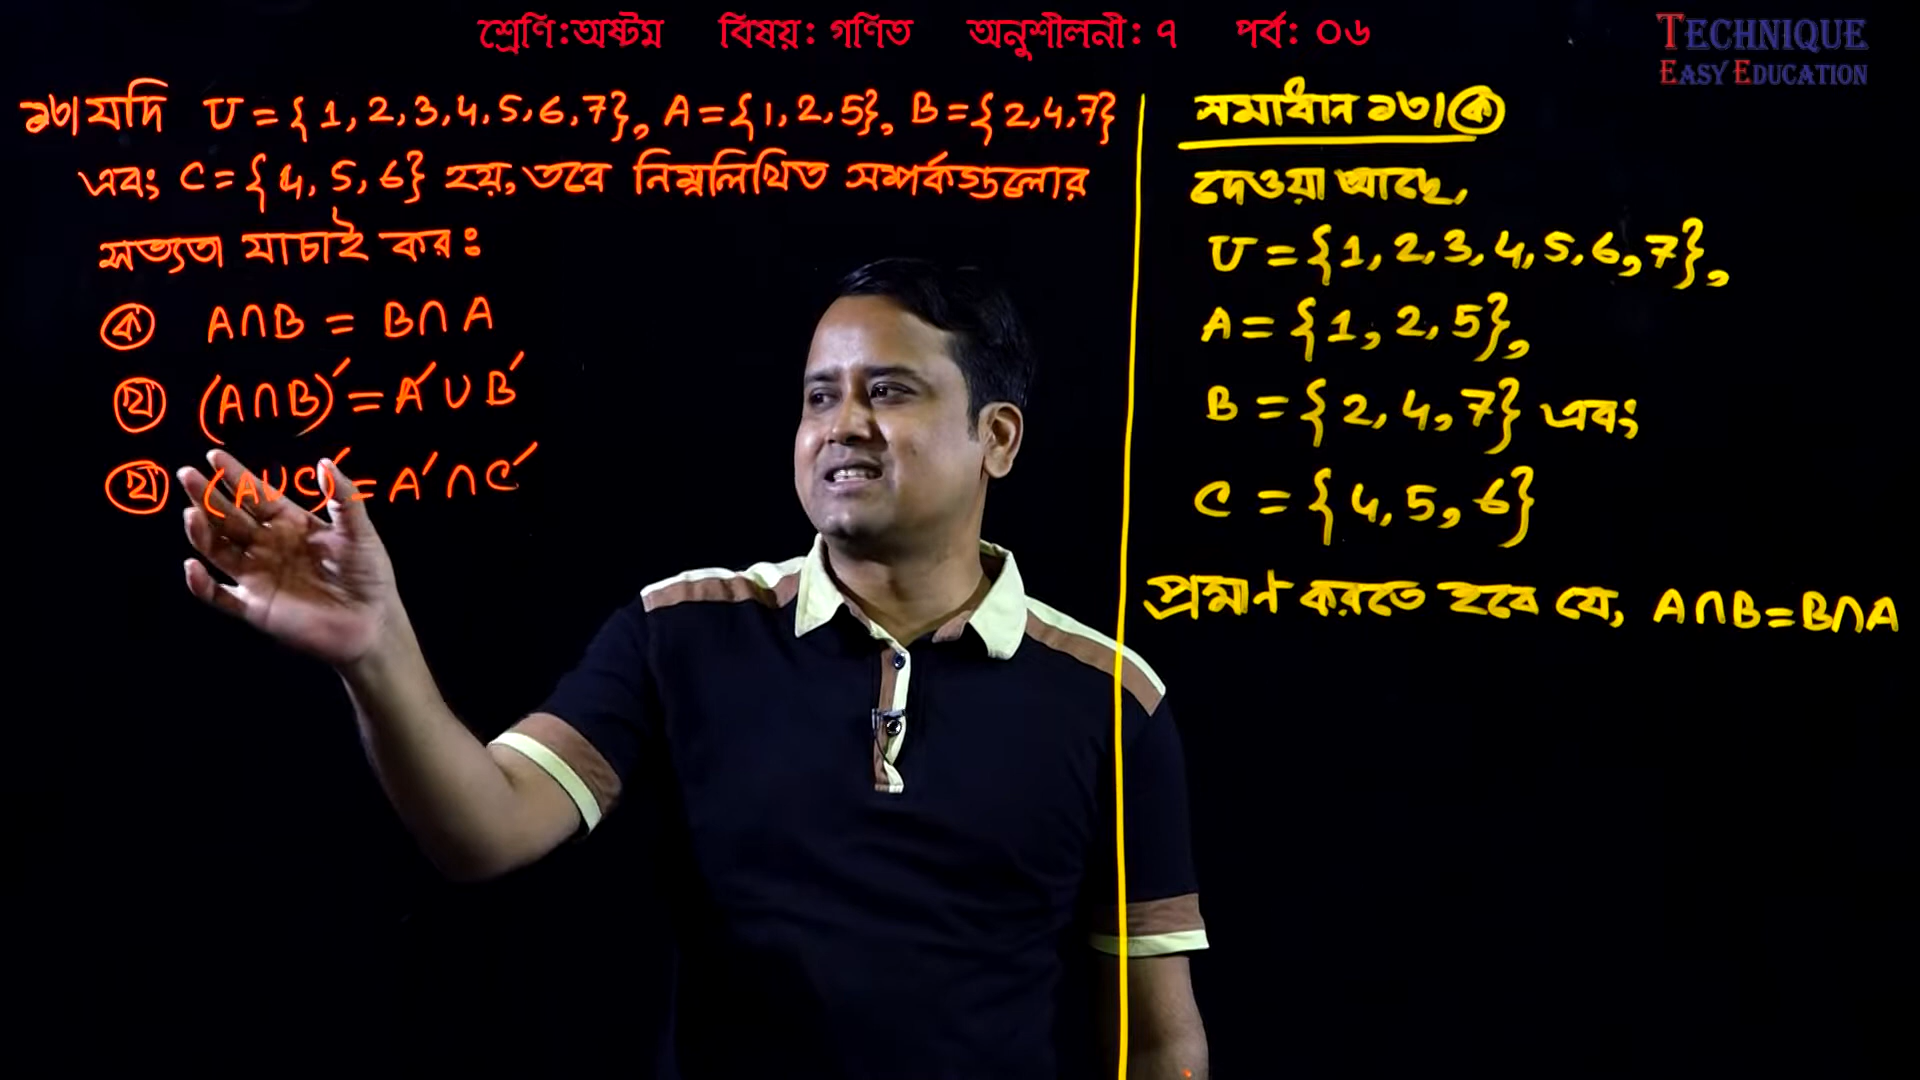 শ্রেণি:অষ্টম বিষয়: গণিত অনুশীলনী: ৭ পর্ব: ০৬
TECHNIQUE
EASY EDUCATION
১৩। যদি U = {1, 2, 3, 4, 5, 6, 7}, A = {1, 2, 5}, B = {2, 4, 7}
এবং C = {4, 5, 6} হয়, তবে নিম্নলিখিত সম্পর্কগুলোর
সত্যতা যাচাই কর:
ক A∩B = B∩A
খ (A∩B)′ = A′∪B′
(A∪C)′ = A′∩C′
সমাধান ১৩। ক
দেওয়া আছে,
U = {1, 2, 3, 4, 5, 6, 7},
A = {1, 2, 5},
B = {2, 4, 7} এবং
C = {4, 5, 6}
প্রমাণ করতে হবে যে, A∩B = B∩A